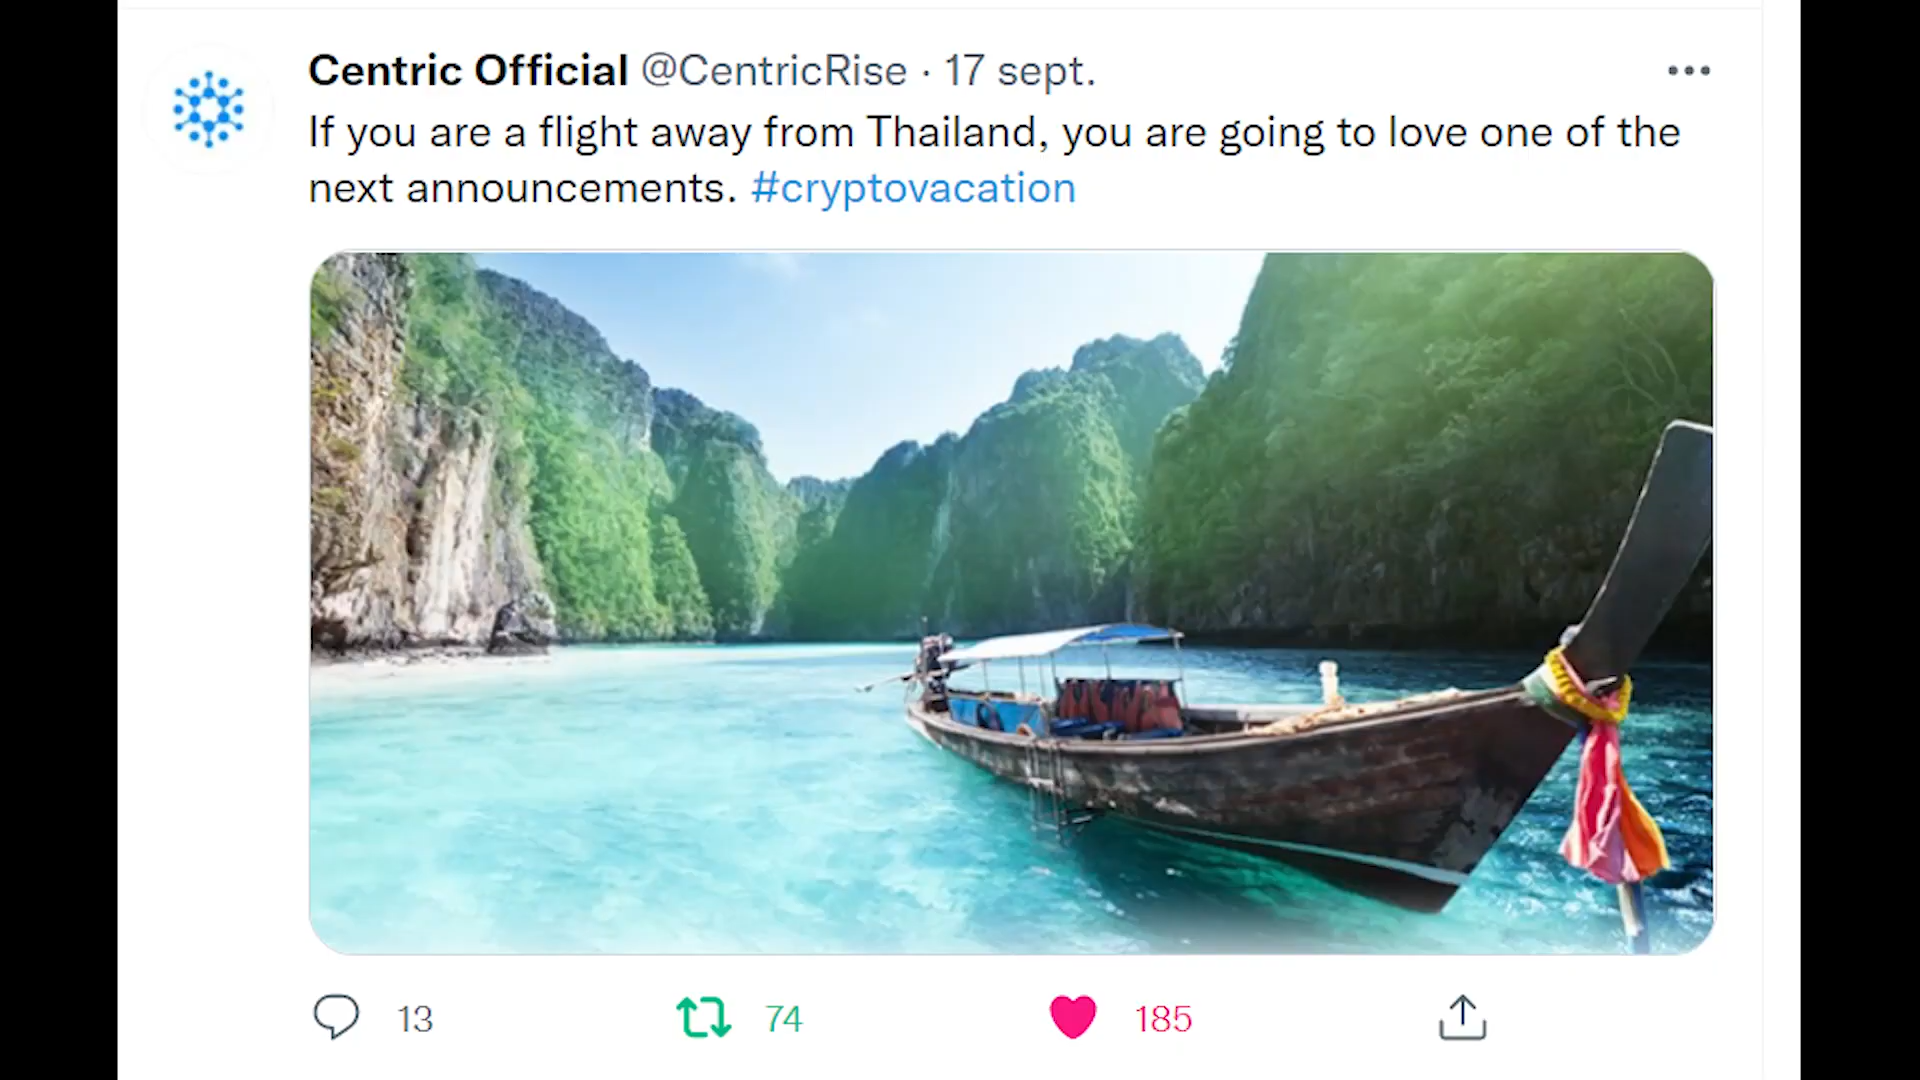 Centric Official @CentricRise · 17 sept.
If you are a flight away from Thailand, you are going to love one of the
next announcements. #cryptovacation
13 74 185